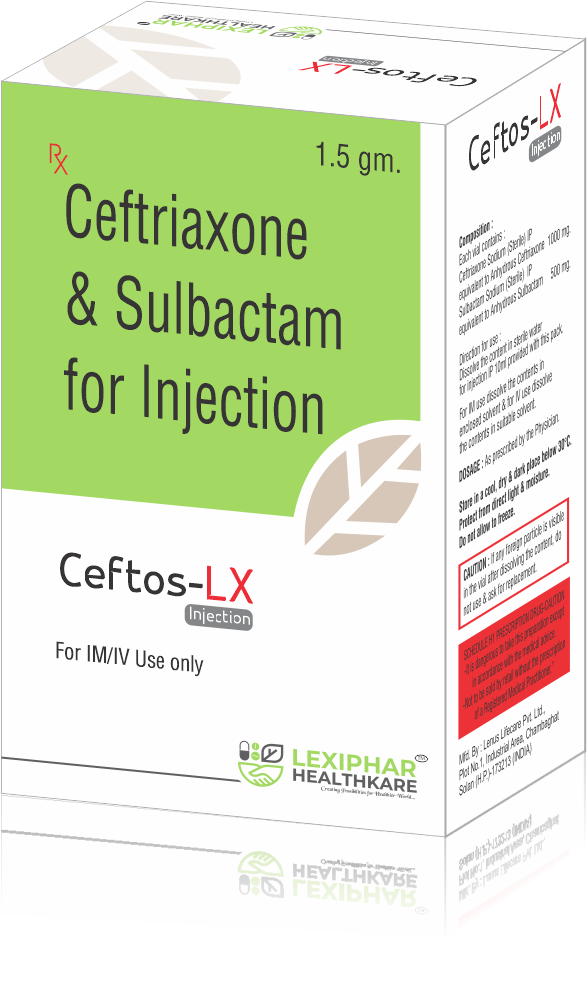 LEXIPHAR
HEALTHKARE
Ceftos-LX
Injection
Rx
1.5 gm.
Ceftriaxone
& Sulbactam
for Injection
Ceftos-LX
Injection
For IM/IV Use only
LEXIPHAR™
HEALTHKARE
Creating Possibilities for Healthier World...
Ceftos-LX
Injection
Composition :
Each vial contains :
Ceftriaxone Sodium (Sterile) IP
equivalent to Anhydrous Ceftriaxone 1000 mg.
Sulbactam Sodium (Sterile) IP
equivalent to Anhydrous Sulbactam 500 mg.
Direction for use :
Dissolve the content in sterile water
for injection IP 10ml provided with this pack.
For IM use dissolve the contents in
enclosed solvent & for IV use dissolve
the contents in suitable solvent.
DOSAGE : As prescribed by the Physician.
Store in a cool, dry & dark place below 30°C.
Protect from direct light & moisture.
Do not allow to freeze.
CAUTION : If any foreign particle is visible
in the vial after dissolving the content, do
not use & ask for replacement.
SCHEDULE H1 PRESCRIPTION DRUG-CAUTION
-It is dangerous to take this preparation except
in accordance with the medical advice.
-Not to be sold by retail without the prescription
of a Registered Medical Practitioner."
Mfd. By : Lenus Lifecare Pvt. Ltd.,
Plot No.1, Industrial Area, Chambaghat
Solan (H.P.)-173213 (INDIA)